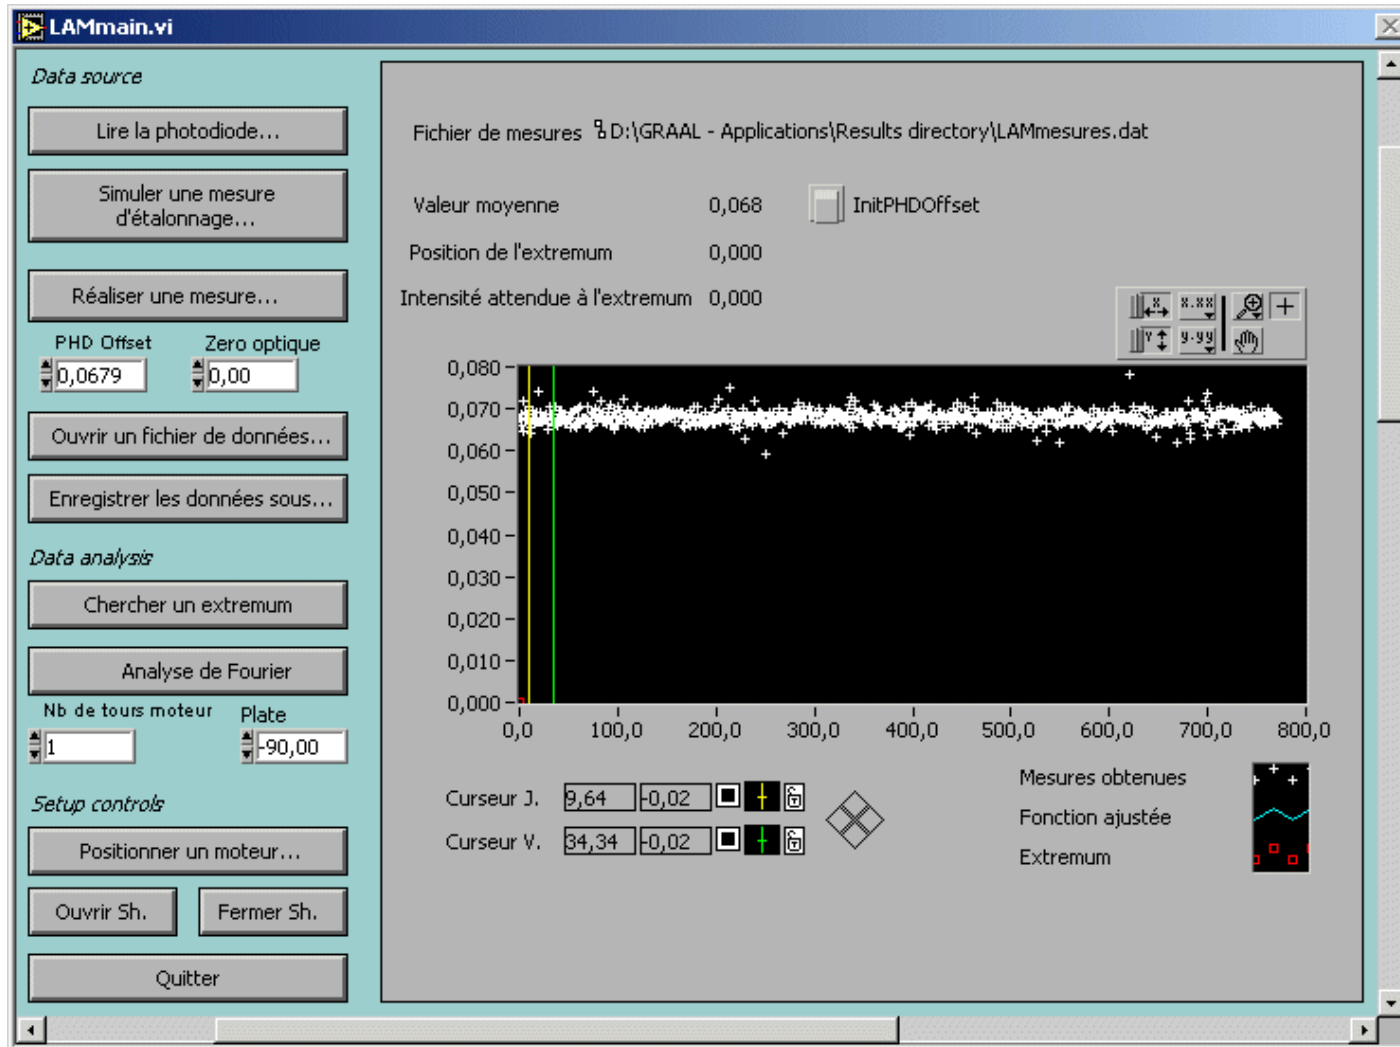 LAMmain.vi
Data source
Lire la photodiode...
Simuler une mesure
d'étalonnage...
Réaliser une mesure...
PHD Offset
Zero optique
0,0679
0,00
Ouvrir un fichier de données...
Enregistrer les données sous...
Data analysis
Chercher un extremum
Analyse de Fourier
Nb de tours moteur
Plate
1
-90,00
Setup controls
Positionner un moteur...
Ouvrir Sh.
Fermer Sh.
Quitter
Fichier de mesures D:\GRAAL - Applications\Results directory\LAMmesures.dat
Valeur moyenne 0,068 InitPHDOffset
Position de l'extremum 0,000
Intensité attendue à l'extremum 0,000
X X.XX
Y Y.YY
0,080
0,070
0,060
0,050
0,040
0,030
0,020
0,010
0,000
0,0 100,0 200,0 300,0 400,0 500,0 600,0 700,0 800,0
Curseur J. 9,64 -0,02
Curseur V. 34,34 -0,02
Mesures obtenues
Fonction ajustée
Extremum